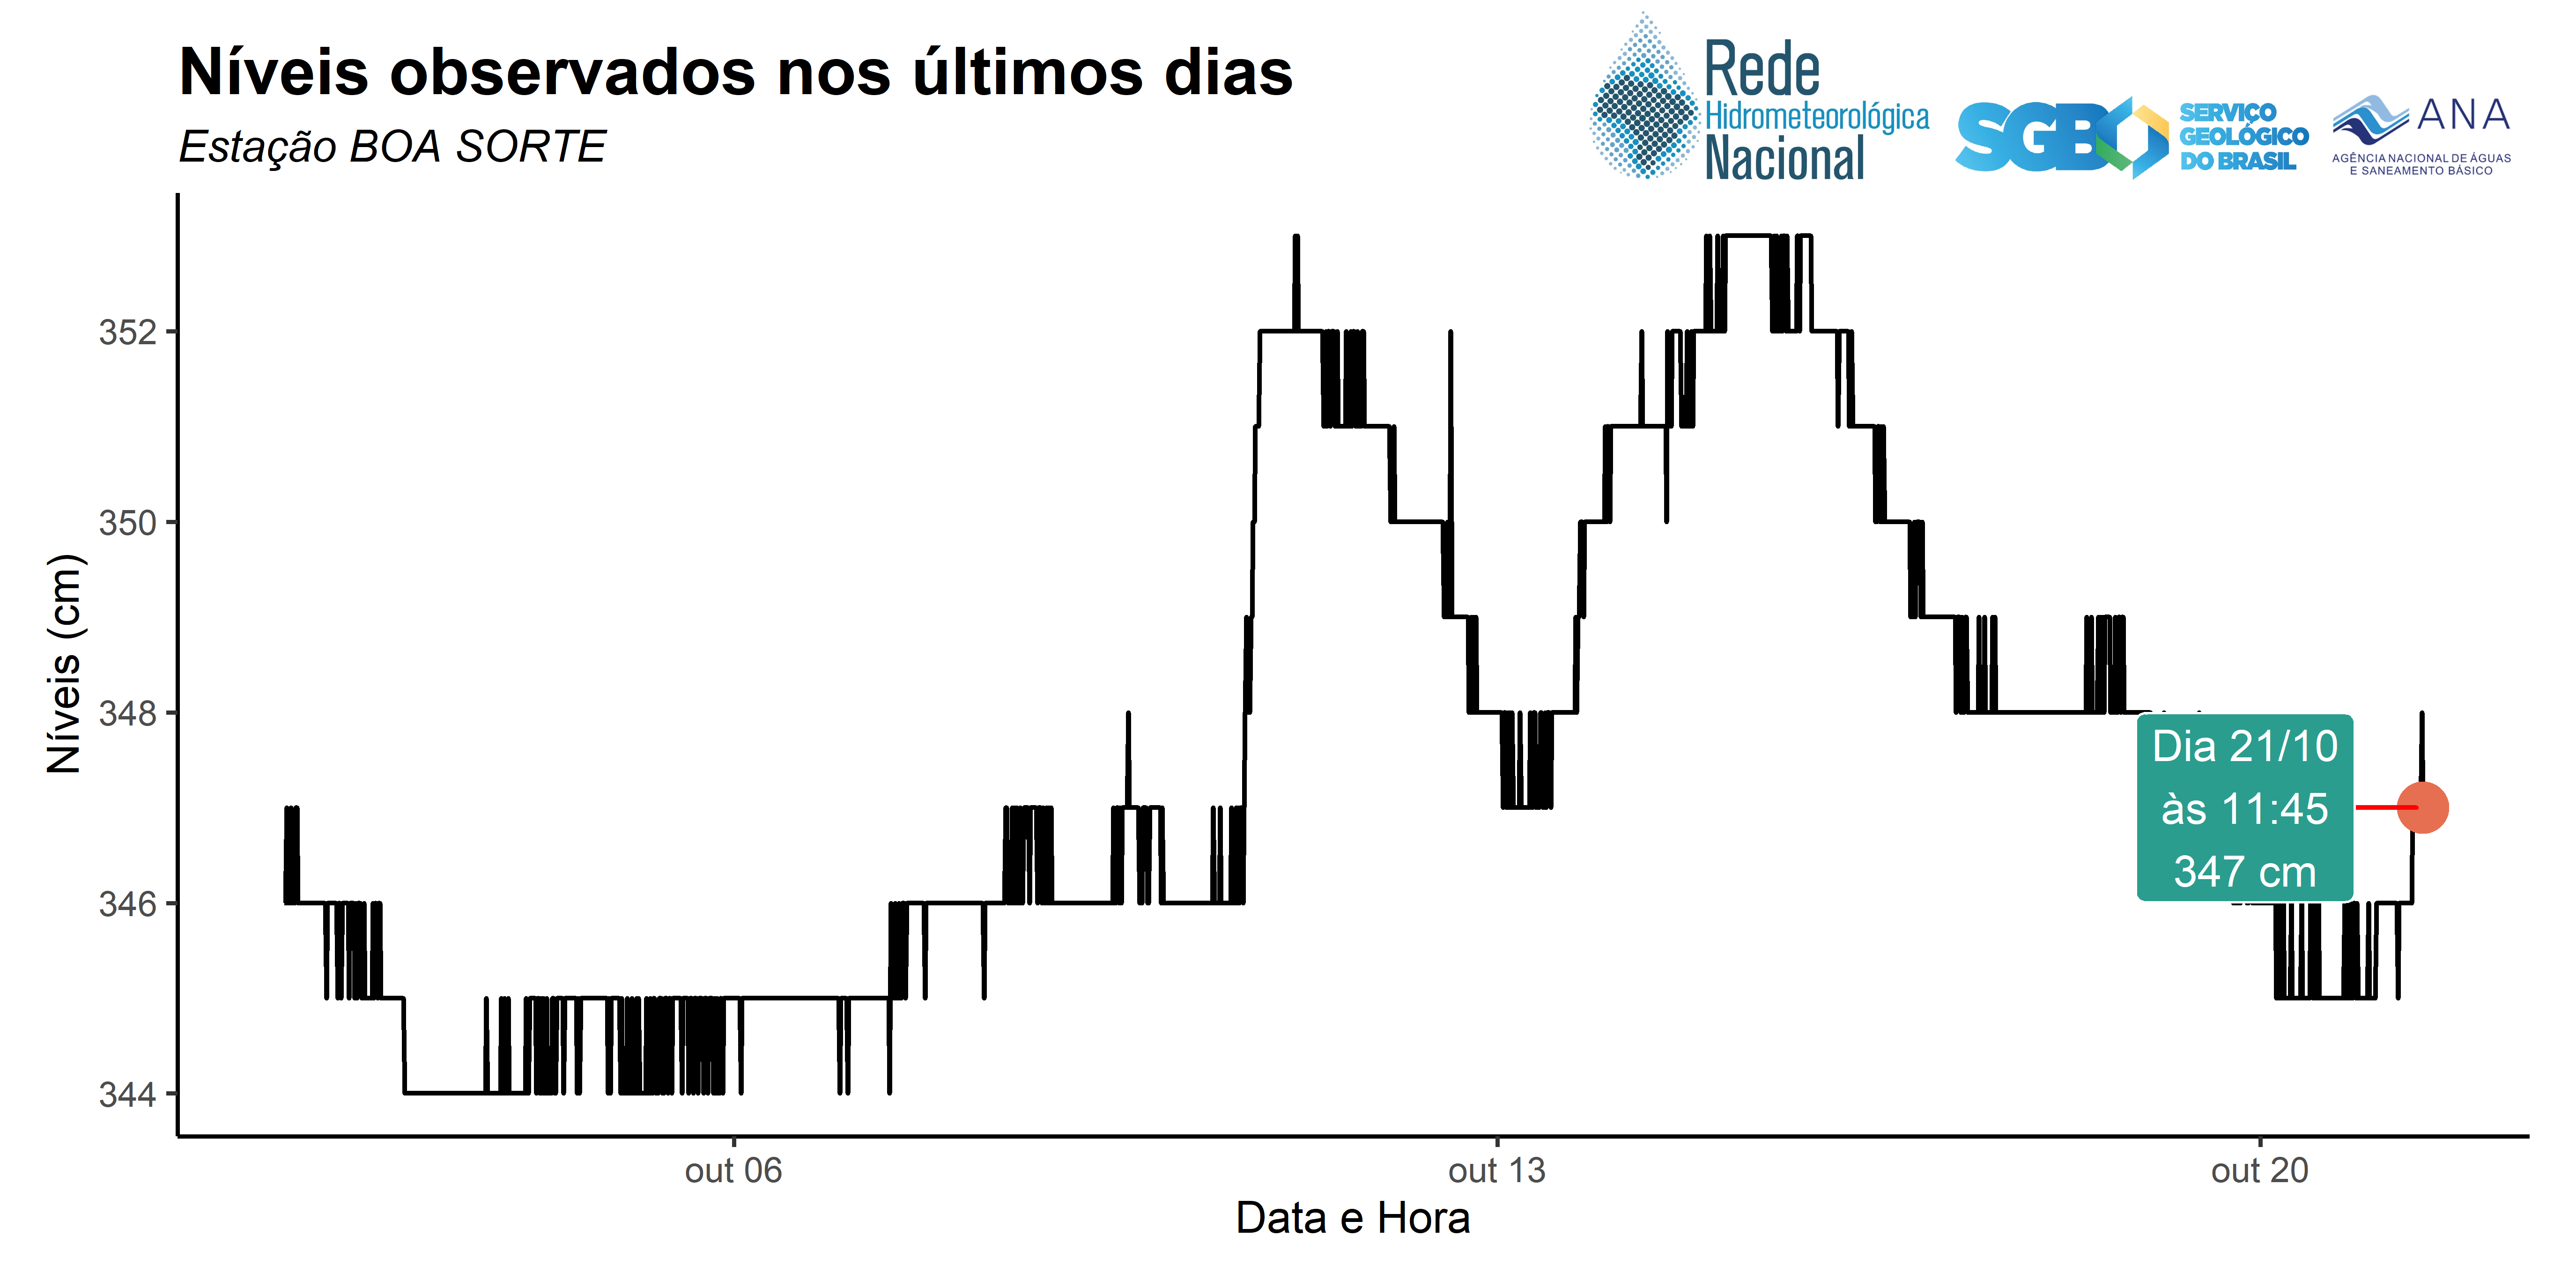 Níveis observados nos últimos dias
Estação BOA SORTE
Rede
Hidrometeorológica
Nacional
SGB
SERVIÇO
GEOLÓGICO
DO BRASIL
ANA
AGÊNCIA NACIONAL DE ÁGUAS
E SANEAMENTO BÁSICO
Níveis (cm)
352
350
348
346
344
Dia 21/10
às 11:45
347 cm
out 06
out 13
out 20
Data e Hora